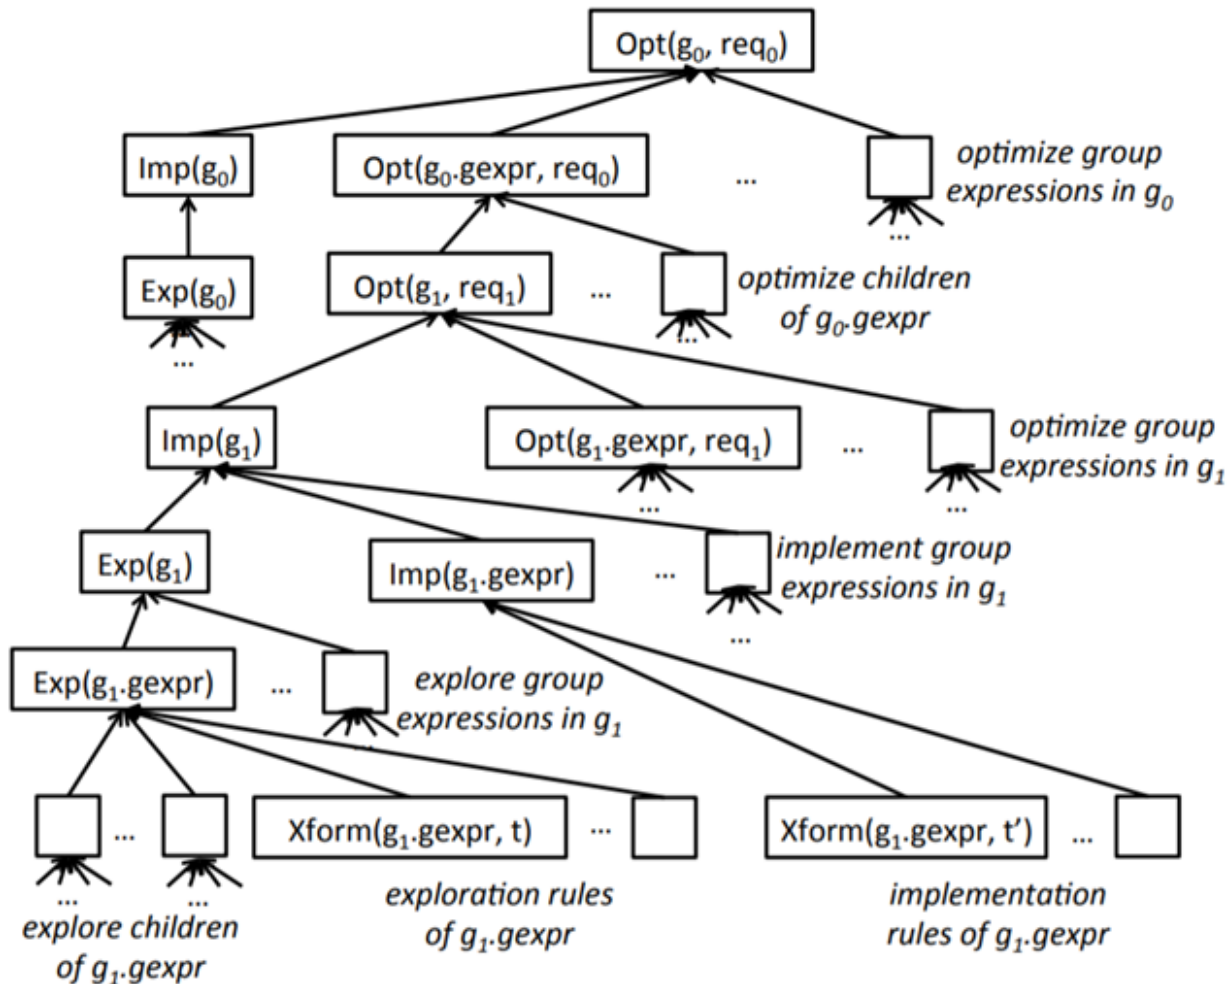 Opt(g₀, req₀)
Imp(g₀)
Opt(g₀.gexpr, req₀)
...
optimize group
expressions in g₀
...
Exp(g₀)
Opt(g₁, req₁)
...
optimize children
of g₀.gexpr
...
...
Imp(g₁)
Opt(g₁.gexpr, req₁)
...
optimize group
expressions in g₁
...
...
Exp(g₁)
Imp(g₁.gexpr)
...
implement group
expressions in g₁
...
Exp(g₁.gexpr)
...
explore group
expressions in g₁
...
...
Xform(g₁.gexpr, t)
...
Xform(g₁.gexpr, t’)
...
...
...
explore children
of g₁.gexpr
exploration rules
of g₁.gexpr
implementation
rules of g₁.gexpr